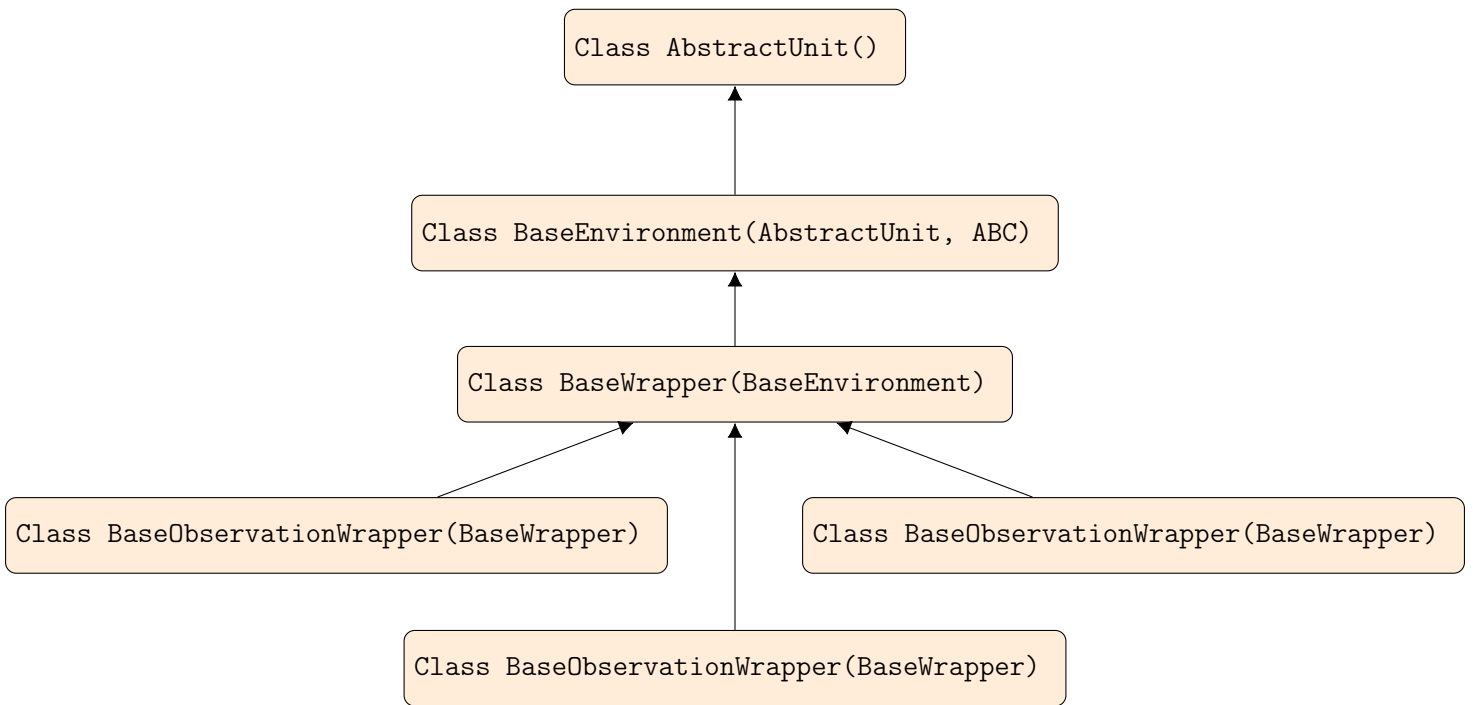 Class AbstractUnit()
Class BaseEnvironment(AbstractUnit, ABC)
Class BaseWrapper(BaseEnvironment)
Class BaseObservationWrapper(BaseWrapper)
Class BaseObservationWrapper(BaseWrapper)
Class BaseObservationWrapper(BaseWrapper)